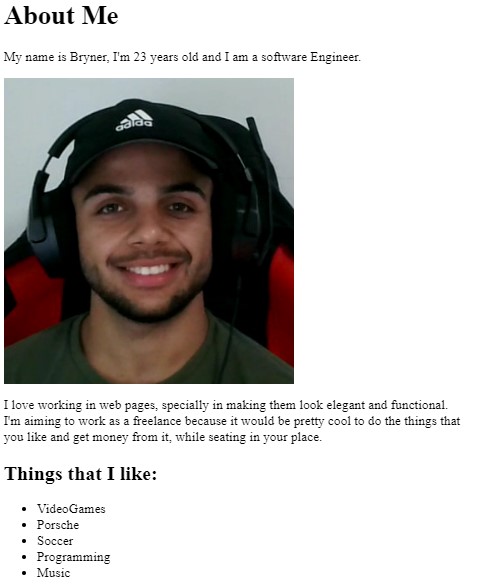 About Me
My name is Bryner, I'm 23 years old and I am a software Engineer.
adidas
I love working in web pages, specially in making them look elegant and functional.
I'm aiming to work as a freelance because it would be pretty cool to do the things that
you like and get money from it, while seating in your place.
Things that I like:
VideoGames
Porsche
Soccer
Programming
Music